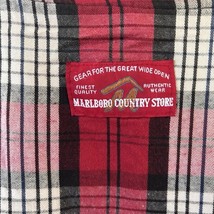 GEAR FOR THE GREAT WIDE OPEN
FINEST QUALITY
AUTHENTIC WEAR
MARLBORO COUNTRY STORE